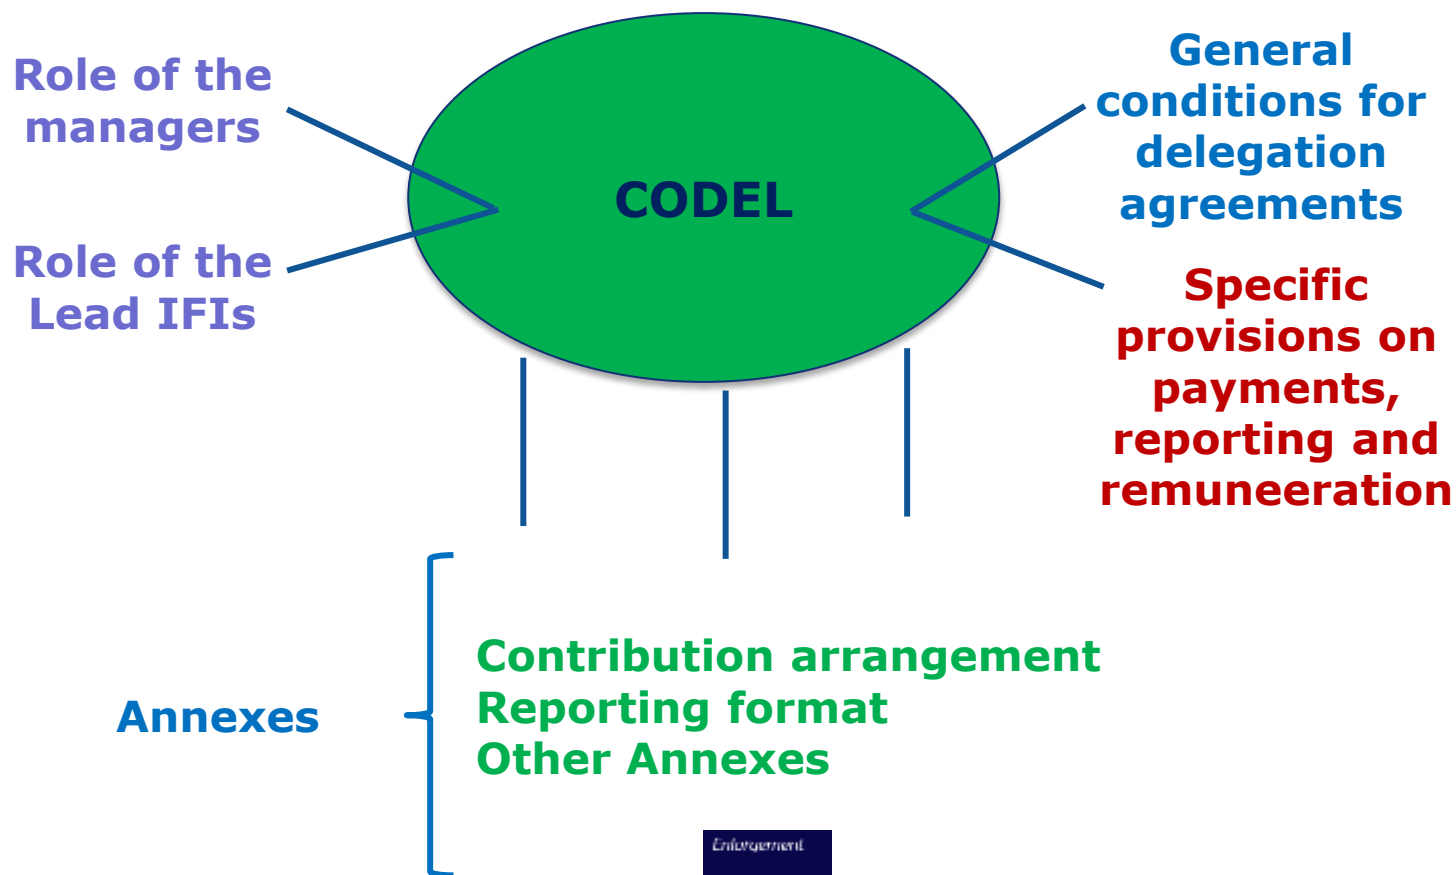 Role of the
managers
Role of the
Lead IFIs
CODEL
General
conditions for
delegation
agreements
Specific
provisions on
payments,
reporting and
remuneeration
Annexes
Contribution arrangement
Reporting format
Other Annexes
Enlargement